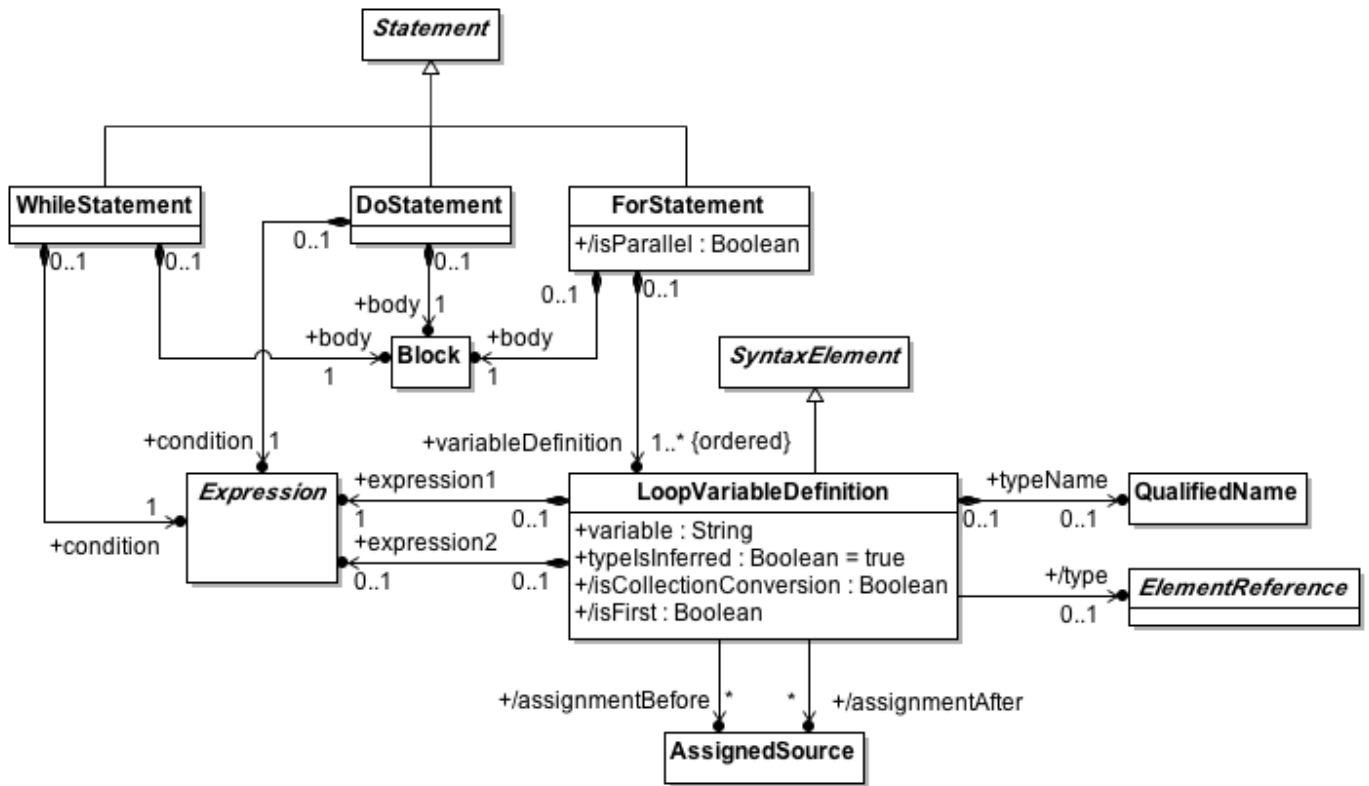 Statement
WhileStatement
DoStatement
ForStatement
+/isParallel : Boolean
0..1
0..1
0..1
0..1
0..1
0..1
+body
1
+body
1
+body
1
Block
SyntaxElement
+condition
1
+variableDefinition
1..* {ordered}
Expression
1
+condition
+expression1
1
0..1
+expression2
0..1
0..1
LoopVariableDefinition
+variable : String
+typeIsInferred : Boolean = true
+/isCollectionConversion : Boolean
+/isFirst : Boolean
+typeName
0..1
0..1
QualifiedName
+/type
0..1
ElementReference
+/assignmentBefore
*
*
+/assignmentAfter
AssignedSource